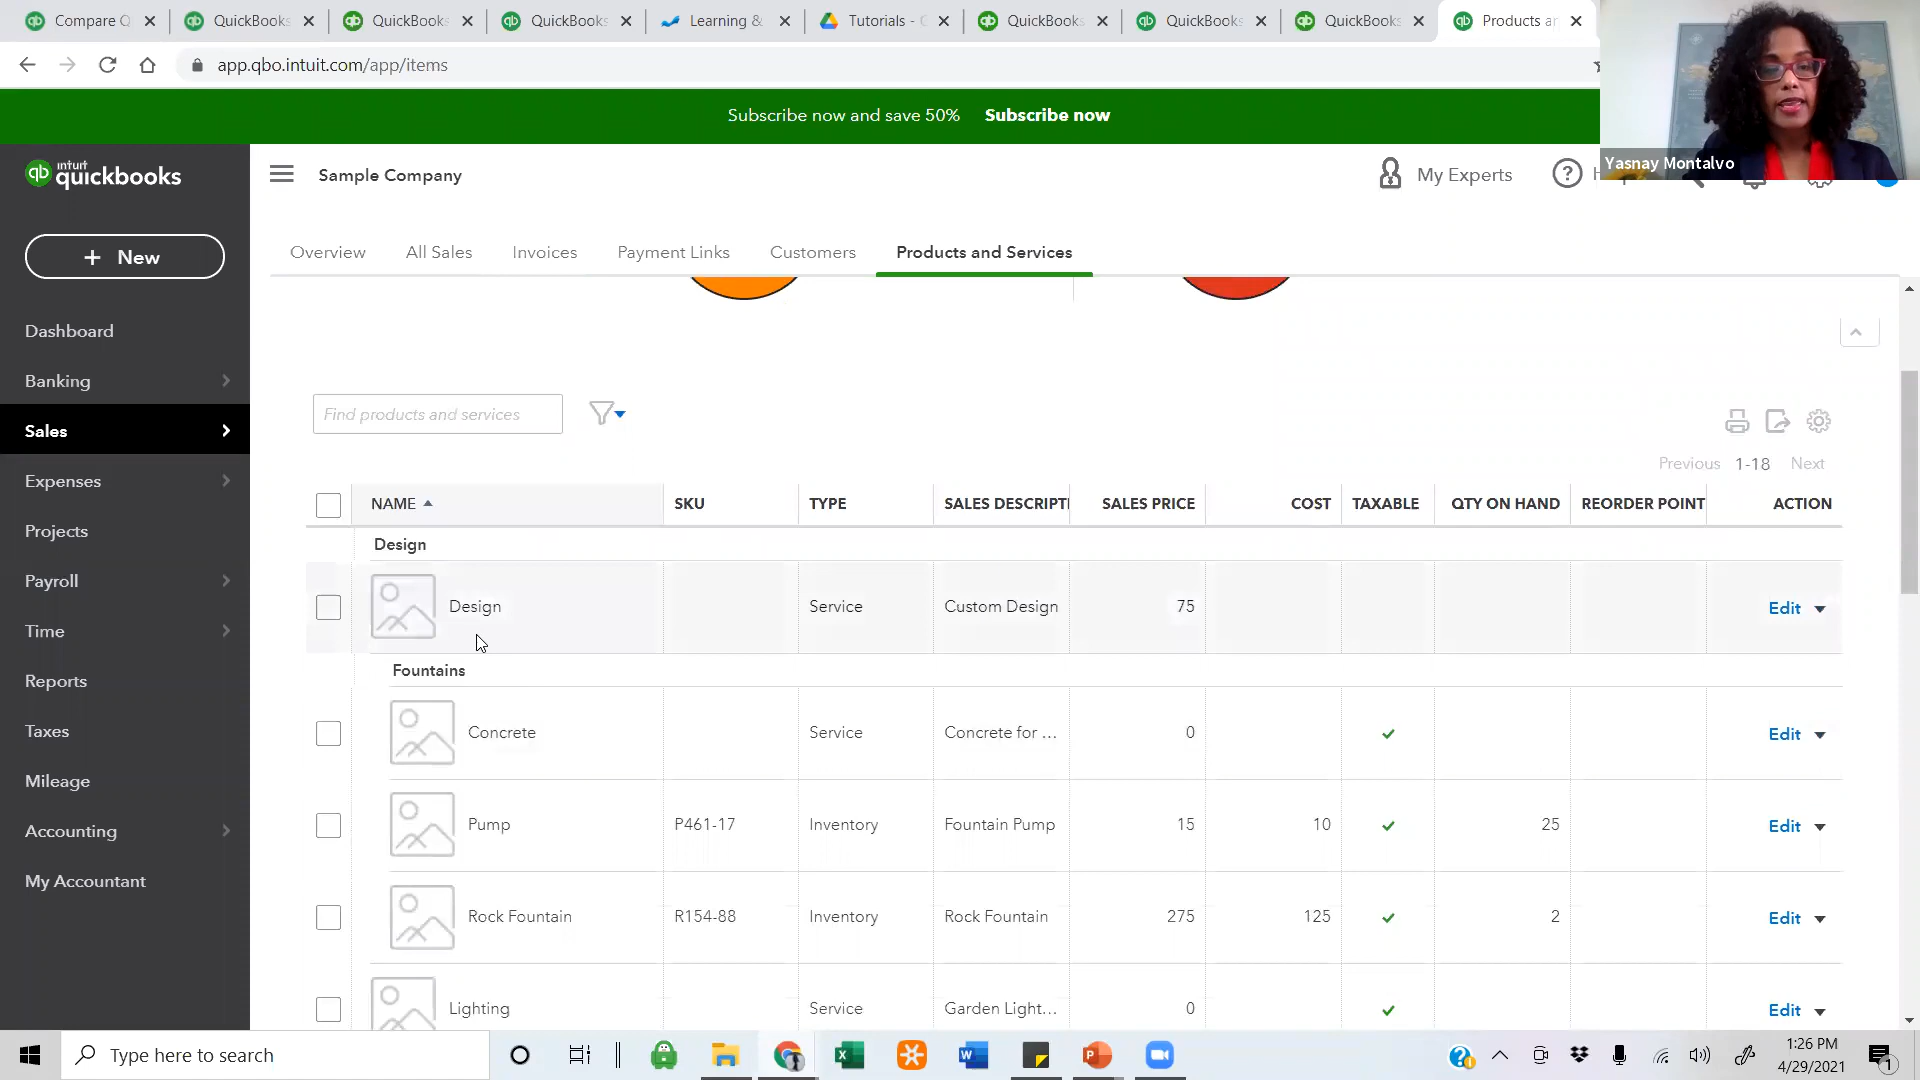 Compare Q
QuickBooks
QuickBooks
QuickBooks
Learning &
Tutorials -
QuickBooks
QuickBooks
QuickBooks
Products an
app.qbo.intuit.com/app/items
Subscribe now and save 50% Subscribe now
Yasnay Montalvo
intuit
quickbooks
Sample Company
My Experts
New
Overview
All Sales
Invoices
Payment Links
Customers
Products and Services
Dashboard
Banking
Sales
Expenses
Projects
Payroll
Time
Reports
Taxes
Mileage
Accounting
My Accountant
Find products and services
Previous 1-18 Next
NAME SKU TYPE SALES DESCRIPTI SALES PRICE COST TAXABLE QTY ON HAND REORDER POINT ACTION
Design
Design Service Custom Design 75 Edit
Fountains
Concrete Service Concrete for ... 0 Edit
Pump P461-17 Inventory Fountain Pump 15 10 25 Edit
Rock Fountain R154-88 Inventory Rock Fountain 275 125 2 Edit
Lighting Service Garden Light... 0 Edit
Type here to search
1:26 PM
4/29/2021
1